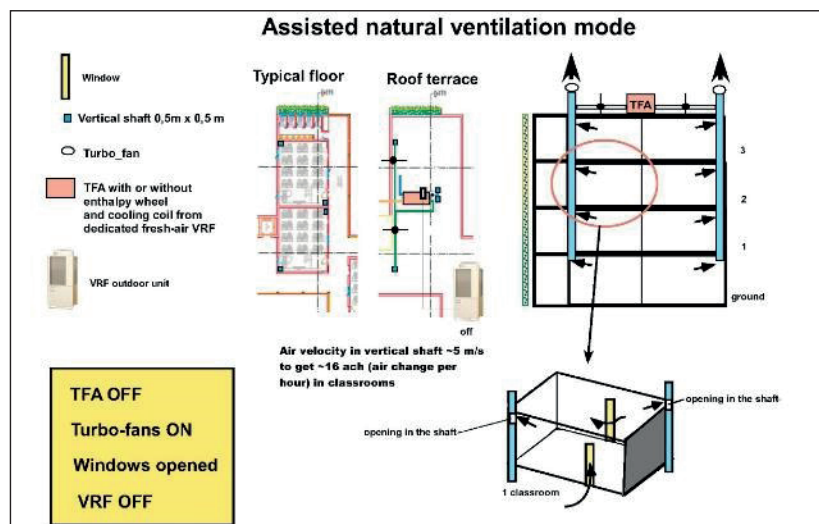 Assisted natural ventilation mode
Window
Vertical shaft 0,5m x 0,5 m
Turbo_fan
TFA with or without
enthalpy wheel
and cooling coil from
dedicated fresh-air VRF
VRF outdoor unit
Typical floor
Roof terrace
off
Air velocity in vertical shaft ~5 m/s
to get ~16 ach (air change per
hour) in classrooms
TFA
3
2
1
ground
TFA OFF
Turbo-fans ON
Windows opened
VRF OFF
opening in the shaft
opening in the shaft
1 classroom